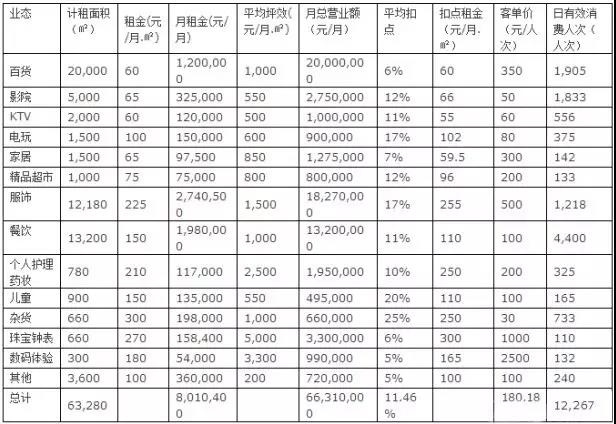 业态 计租面积(㎡) 租金(元/月.㎡) 月租金(元/月) 平均坪效(元/月.㎡) 月总营业额(元/月) 平均扣点 扣点租金(元/月.㎡) 客单价(元/人次) 日有效消费人次(人次)
百货 20,000 60 1,200,000 1,000 20,000,000 6% 60 350 1,905
影院 5,000 65 325,000 550 2,750,000 12% 66 50 1,833
KTV 2,000 60 120,000 500 1,000,000 11% 55 60 556
电玩 1,500 100 150,000 600 900,000 17% 102 80 375
家居 1,500 65 97,500 850 1,275,000 7% 59.5 300 142
精品超市 1,000 75 75,000 800 800,000 12% 96 200 133
服饰 12,180 225 2,740,500 1,500 18,270,000 17% 255 500 1,218
餐饮 13,200 150 1,980,000 1,000 13,200,000 11% 110 100 4,400
个人护理药妆 780 210 117,000 2,500 1,950,000 10% 250 200 325
儿童 900 150 135,000 550 495,000 20% 110 100 165
杂货 660 300 198,000 1,000 660,000 25% 250 30 733
珠宝钟表 660 270 158,400 5,000 3,300,000 6% 300 1000 110
数码体验 300 180 54,000 3,300 990,000 5% 165 2500 132
其他 3,600 100 360,000 200 720,000 5% 100 100 240
总计 63,280 8,010,400 66,310,000 11.46% 180.18 12,267